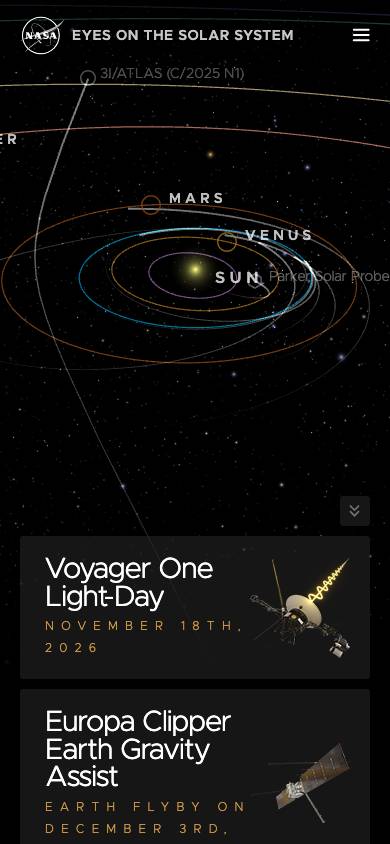 NASA
EYES ON THE SOLAR SYSTEM
3I/ATLAS (C/2025 N1)
ER
MARS
VENUS
SUN
Parker Solar Probe
Voyager One
Light-Day
NOVEMBER 18TH,
2026
Europa Clipper
Earth Gravity
Assist
EARTH FLYBY ON
DECEMBER 3RD,